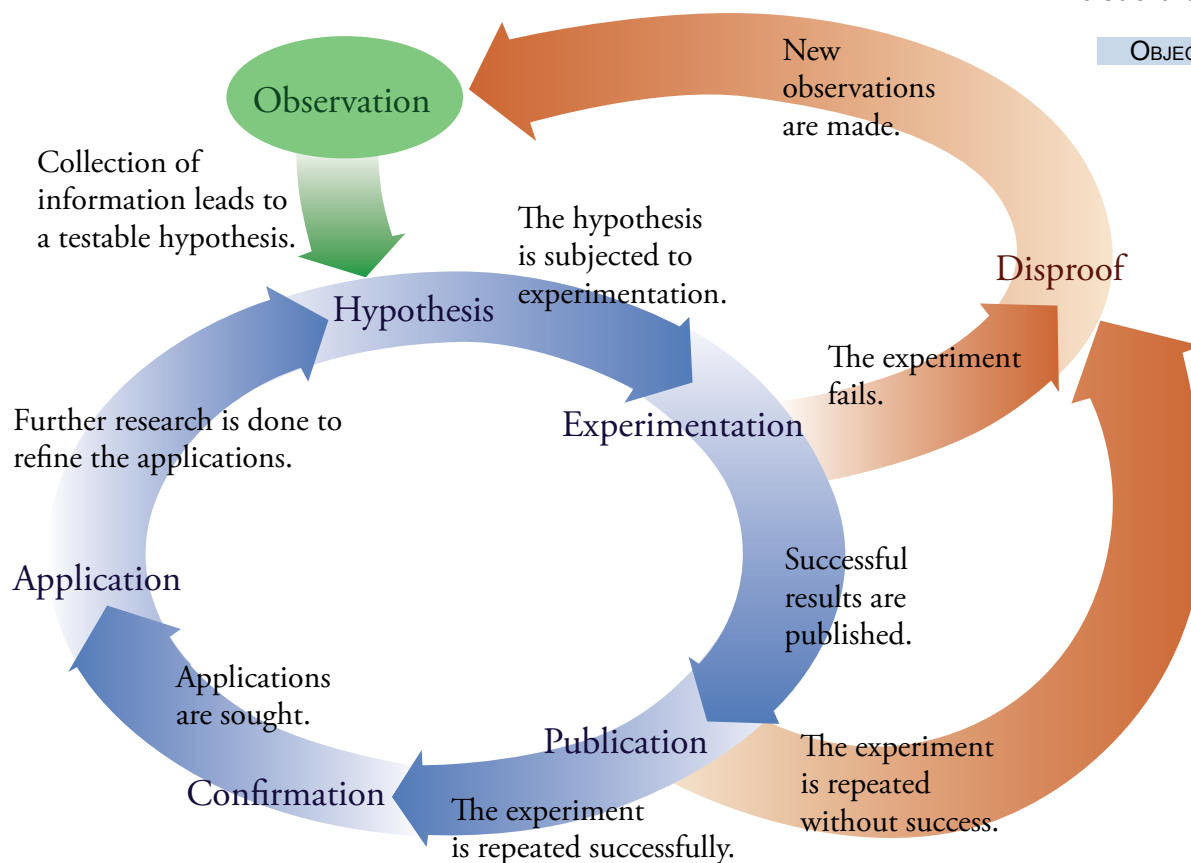 OBJEC
New
observations
are made.
Observation
Collection of
information leads to
a testable hypothesis.
The hypothesis
is subjected to
experimentation.
Disproof
Hypothesis
The experiment
fails.
Further research is done to
refine the applications.
Experimentation
Successful
results are
published.
Application
Applications
are sought.
Publication
The experiment
is repeated
without success.
Confirmation
The experiment
is repeated successfully.